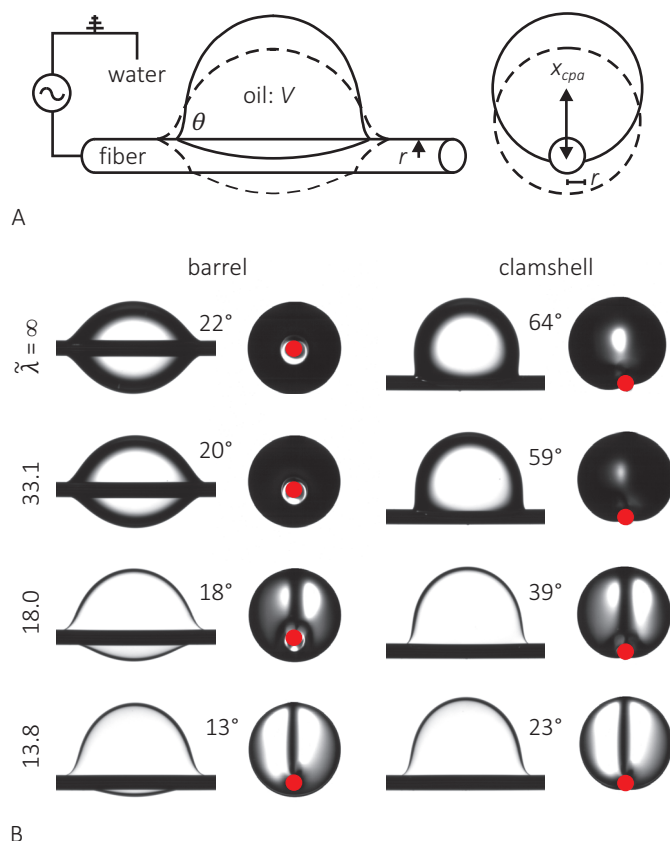 water
oil: V
θ
fiber
r
x_cpa
r
A
barrel
clamshell
λ̃ = ∞
22°
64°
33.1
20°
59°
18.0
18°
39°
13.8
13°
23°
B